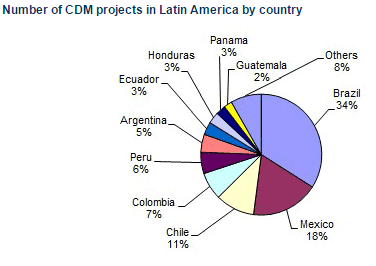 Number of CDM projects in Latin America by country
Panama
3%
Honduras
3%
Guatemala
2%
Others
8%
Ecuador
3%
Brazil
34%
Argentina
5%
Peru
6%
Colombia
7%
Chile
11%
Mexico
18%